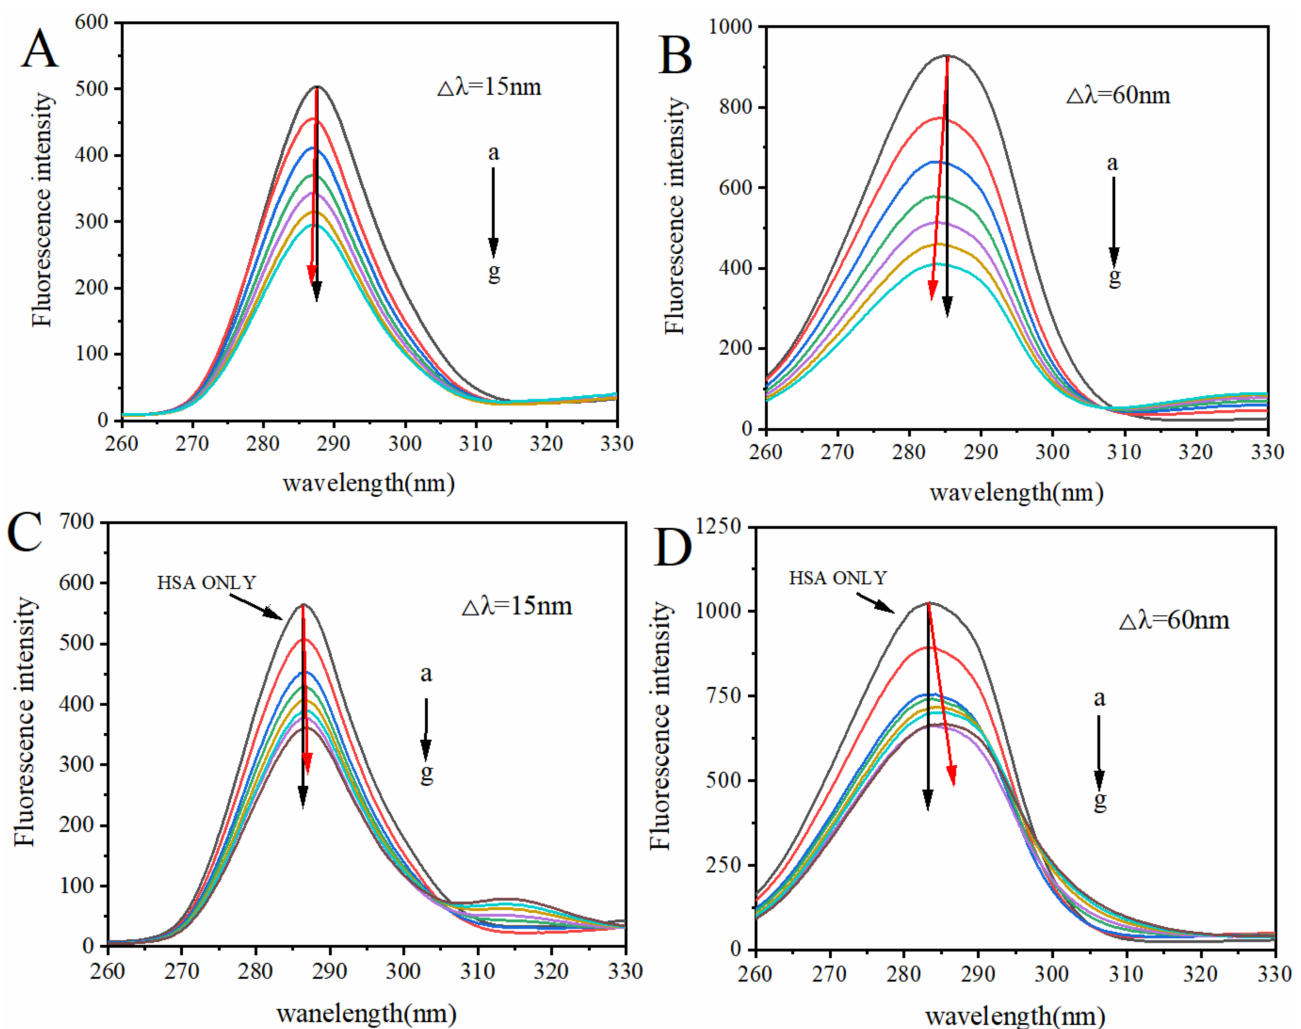 A
△λ=15nm
a
g
Fluorescence intensity
600
500
400
300
200
100
0
260 270 280 290 300 310 320 330
wavelength(nm)
B
△λ=60nm
a
g
Fluorescence intensity
1000
800
600
400
200
0
260 270 280 290 300 310 320 330
wavelength(nm)
C
HSA ONLY
△λ=15nm
a
g
Fluorescence intensity
700
600
500
400
300
200
100
0
260 270 280 290 300 310 320 330
wanelength(nm)
D
HSA ONLY
△λ=60nm
a
g
Fluorescence intensity
1250
1000
750
500
250
0
260 270 280 290 300 310 320 330
wavelength(nm)